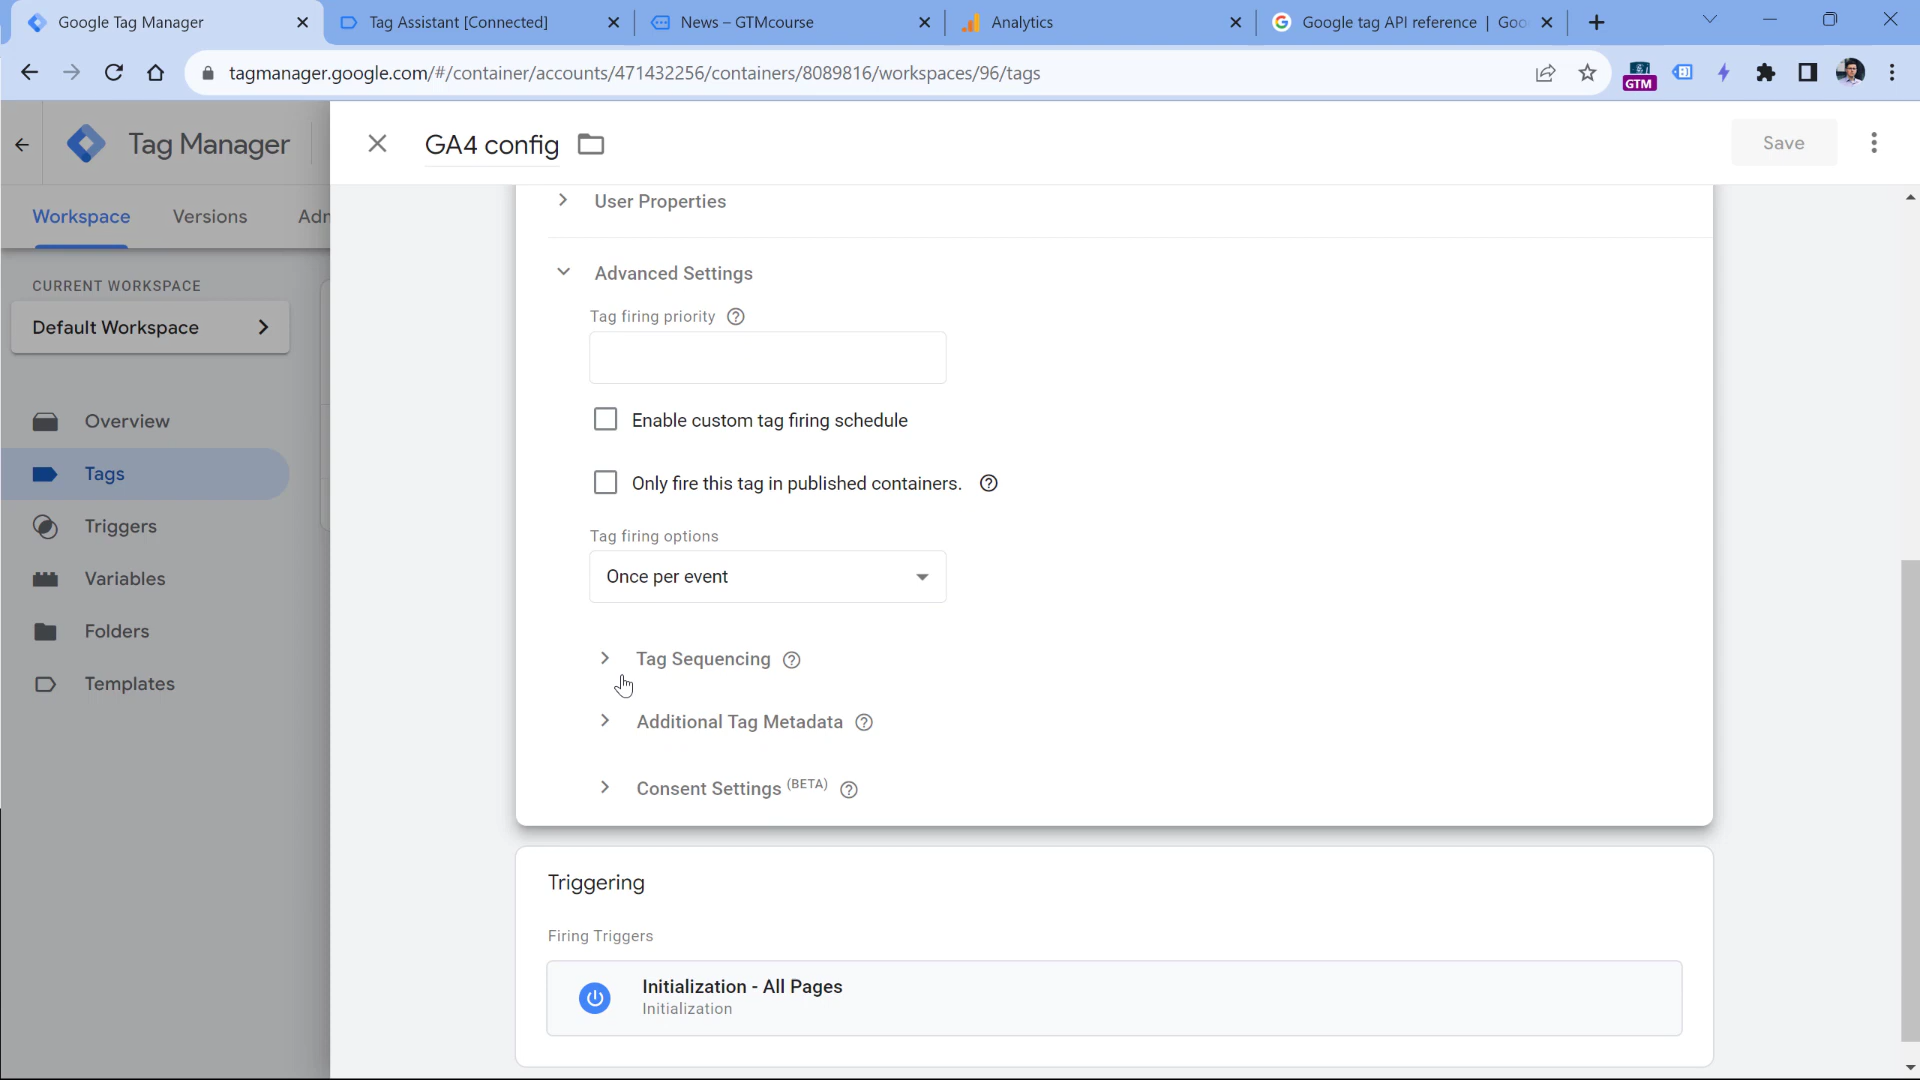 Google Tag Manager
Tag Assistant [Connected]
News – GTMcourse
Analytics
Google tag API reference | Goo
tagmanager.google.com/#/container/accounts/471432256/containers/8089816/workspaces/96/tags
GTM
Tag Manager
GA4 config
Save
Workspace
Versions
Adm
User Properties
CURRENT WORKSPACE
Default Workspace
Advanced Settings
Tag firing priority
Enable custom tag firing schedule
Only fire this tag in published containers.
Tag firing options
Once per event
Overview
Tags
Triggers
Variables
Folders
Templates
Tag Sequencing
Additional Tag Metadata
Consent Settings (BETA)
Triggering
Firing Triggers
Initialization - All Pages
Initialization